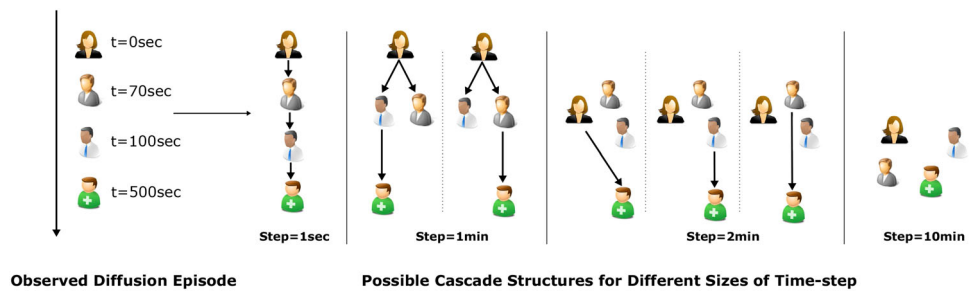 t=0sec
t=70sec
t=100sec
t=500sec
Step=1sec
Step=1min
Step=2min
Step=10min
Observed Diffusion Episode
Possible Cascade Structures for Different Sizes of Time-step